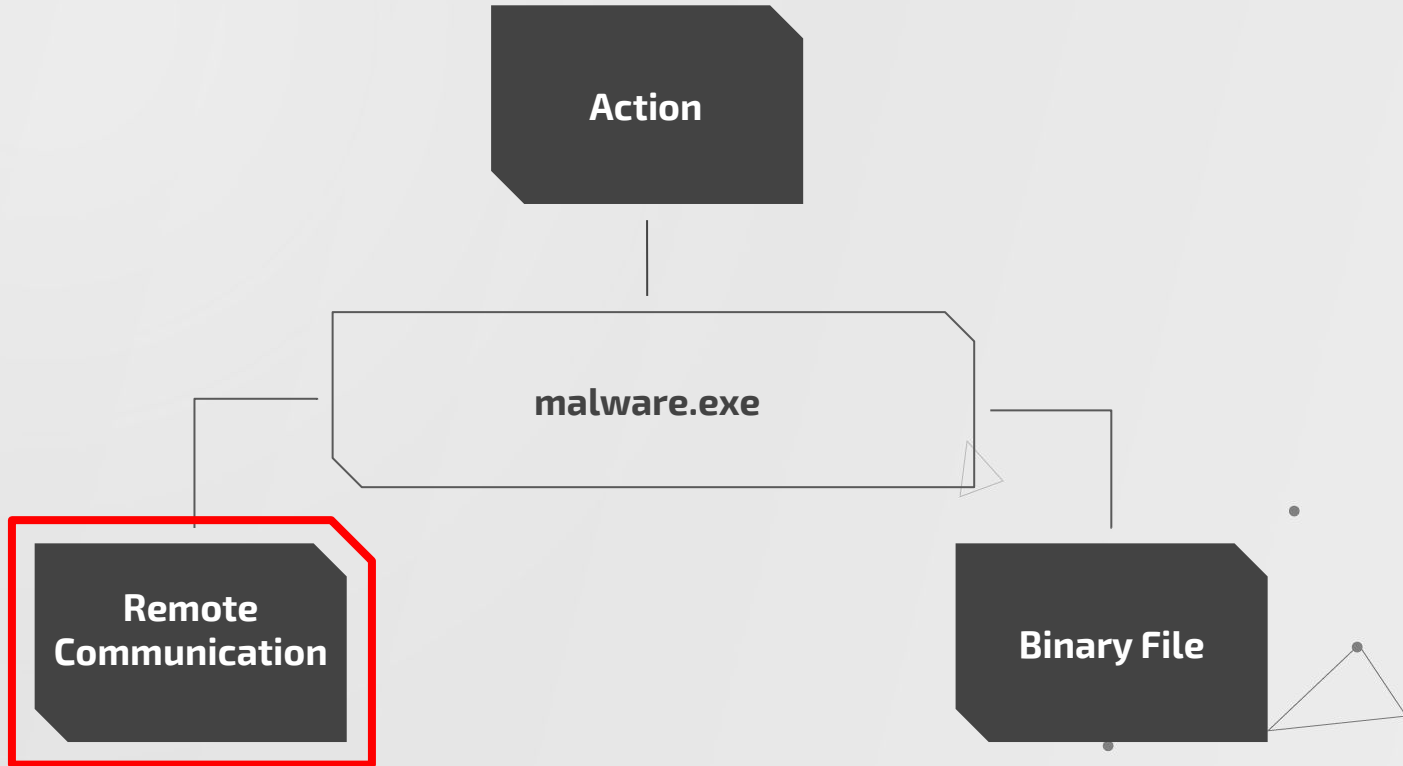 Action
malware.exe
Remote
Communication
Binary File